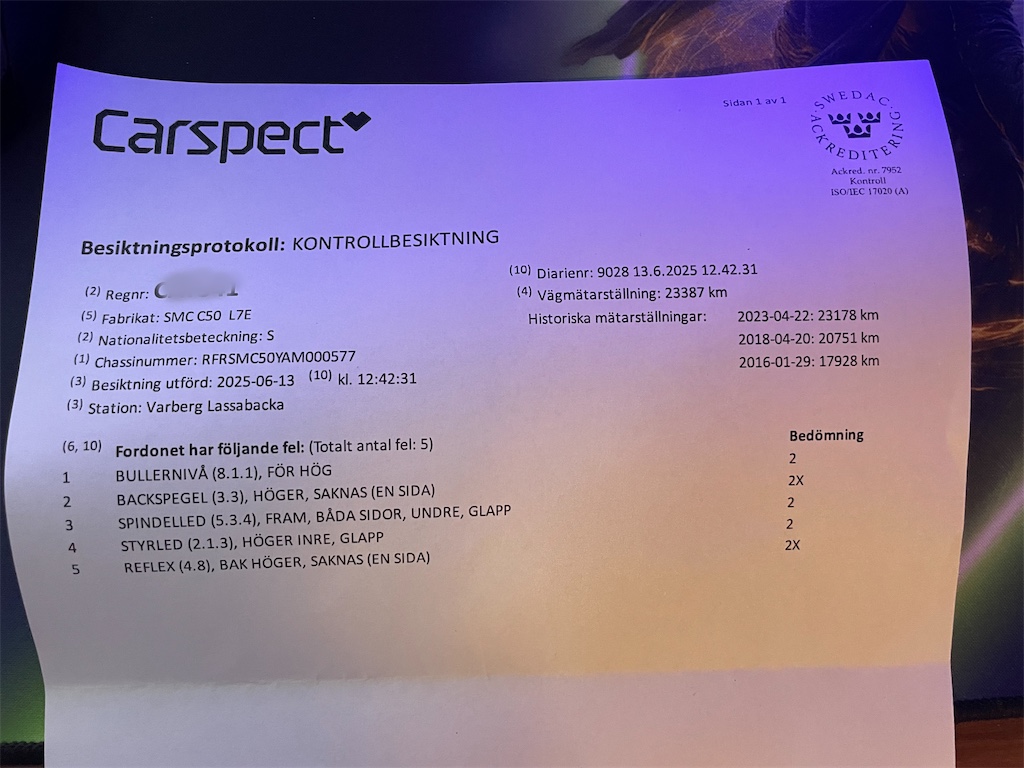 Carspect
Sidan 1 av 1
SWEDAC
ACKREDITERING
Ackred. nr. 7952
Kontroll
ISO/IEC 17020 (A)
Besiktningsprotokoll: KONTROLLBESIKTNING
(2) Regnr:
(10) Diarienr: 9028 13.6.2025 12.42.31
(5) Fabrikat: SMC C50 L7E
(4) Vägmätarställning: 23387 km
(2) Nationalitetsbeteckning: S
Historiska mätarställningar: 2023-04-22: 23178 km
2018-04-20: 20751 km
2016-01-29: 17928 km
(1) Chassinummer: RFRSMC50YAM000577
(3) Besiktning utförd: 2025-06-13 (10) kl. 12:42:31
(3) Station: Varberg Lassabacka
(6, 10) Fordonet har följande fel: (Totalt antal fel: 5) Bedömning
1 BULLERNIVÅ (8.1.1), FÖR HÖG 2
2 BACKSPEGEL (3.3), HÖGER, SAKNAS (EN SIDA) 2X
3 SPINDELLED (5.3.4), FRAM, BÅDA SIDOR, UNDRE, GLAPP 2
4 STYRLED (2.1.3), HÖGER INRE, GLAPP 2
5 REFLEX (4.8), BAK HÖGER, SAKNAS (EN SIDA) 2X